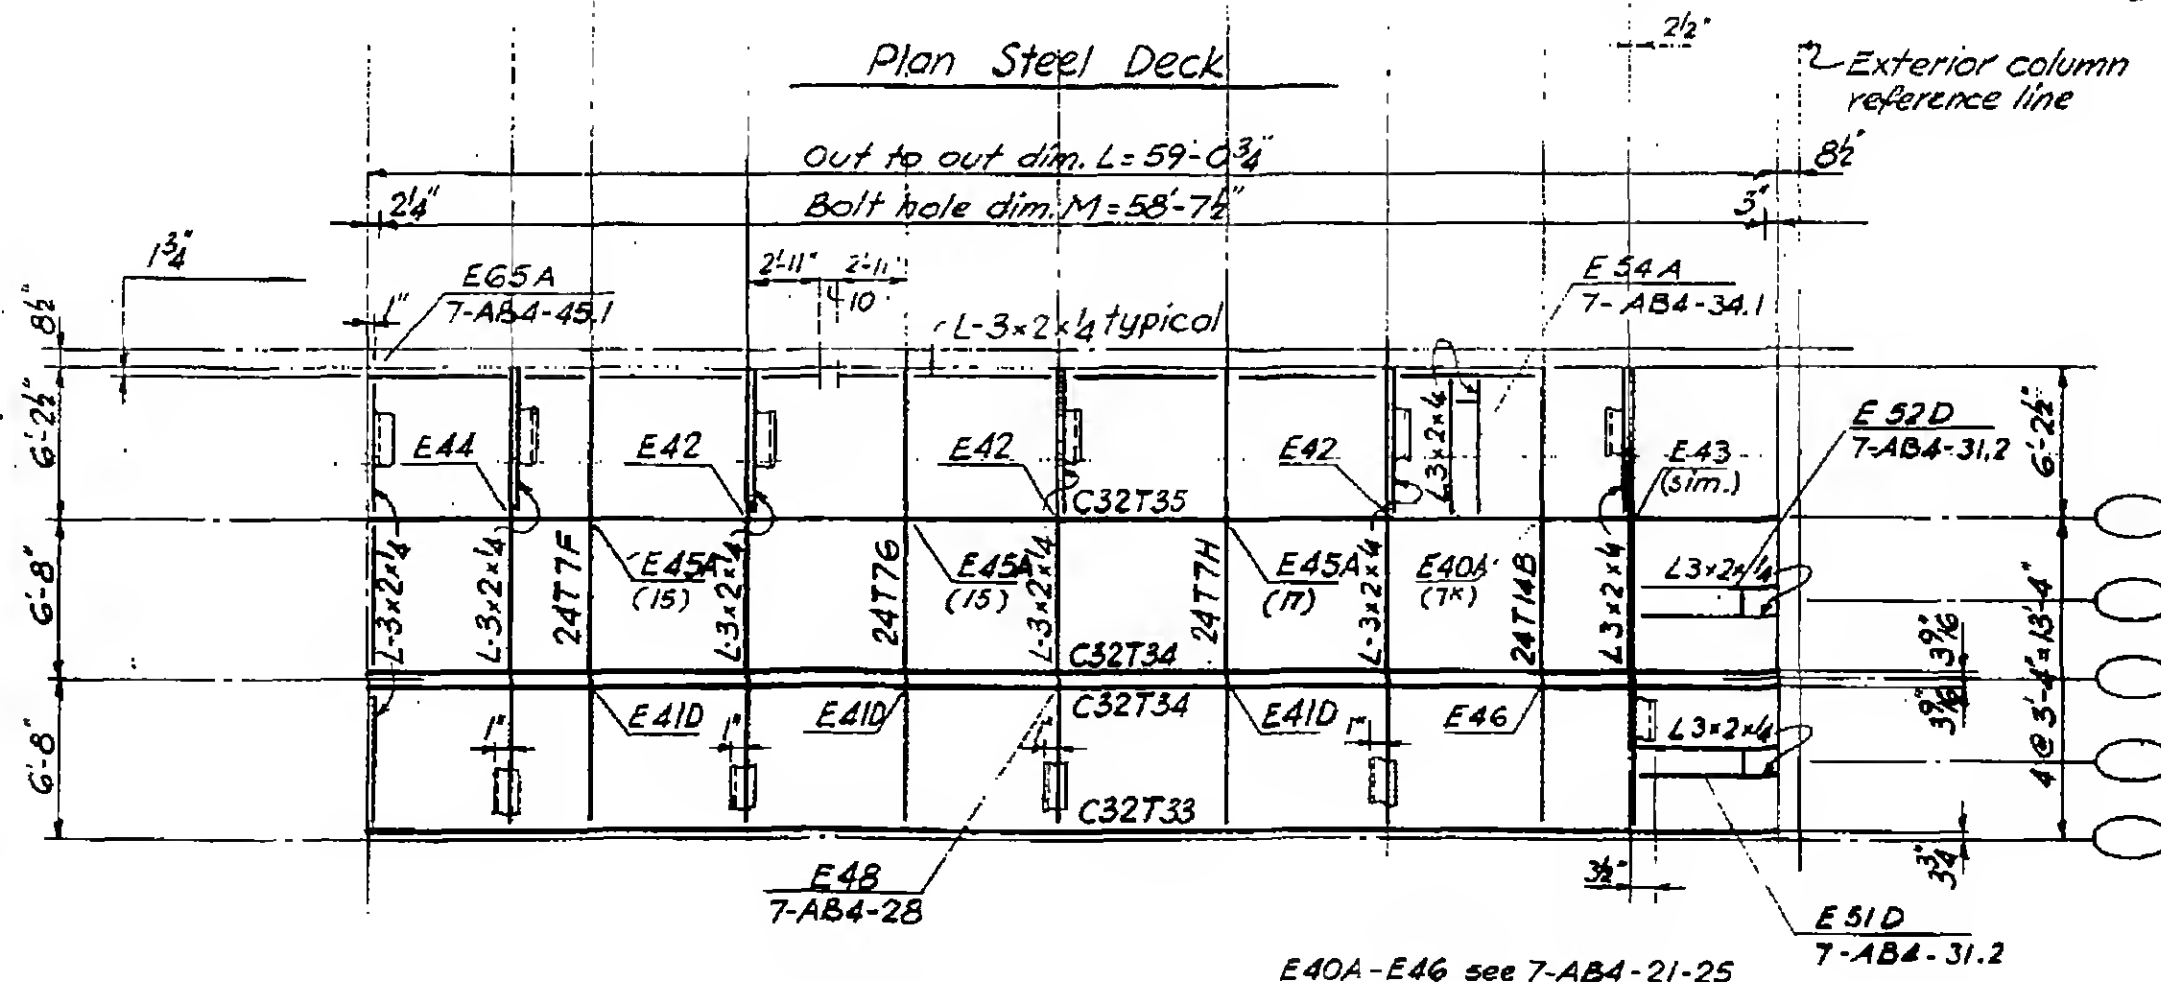 2½"
Plan Steel Deck
Exterior column
reference line
Out to out dim. L = 59'-0¾"
8½"
2¼"
Bolt hole dim. M = 58'-7½"
3"
1¾"
E65A
7-AB4-45.1
1"
2'-11"
2'-11"
10
E54A
7-AB4-34.1
8½"
L-3×2×¼ typical
6'-2½"
E44
E42
E42
E42
L3×2×¼
E43
(sim.)
E52D
7-AB4-31.2
6'-2½"
C32T35
6'-8"
L-3×2×¼
L-3×2×¼
24T7F
E45A
(15)
L-3×2×¼
24T7G
E45A
(15)
L-3×2×¼
24T7H
E45A
(17)
L-3×2×¼
E40A
24T14B
L3×2×¼
L3×2×¼
C32T34
3 9/16"
3 9/16"
4@3'-4"=13'-4"
C32T34
6'-8"
1"
E41D
1"
E41D
1"
E41D
1"
E46
L3×2×¼
C32T33
3¾"
3½"
E48
7-AB4-28
E51D
7-AB4-31.2
E40A-E46 see 7-AB4-21-25